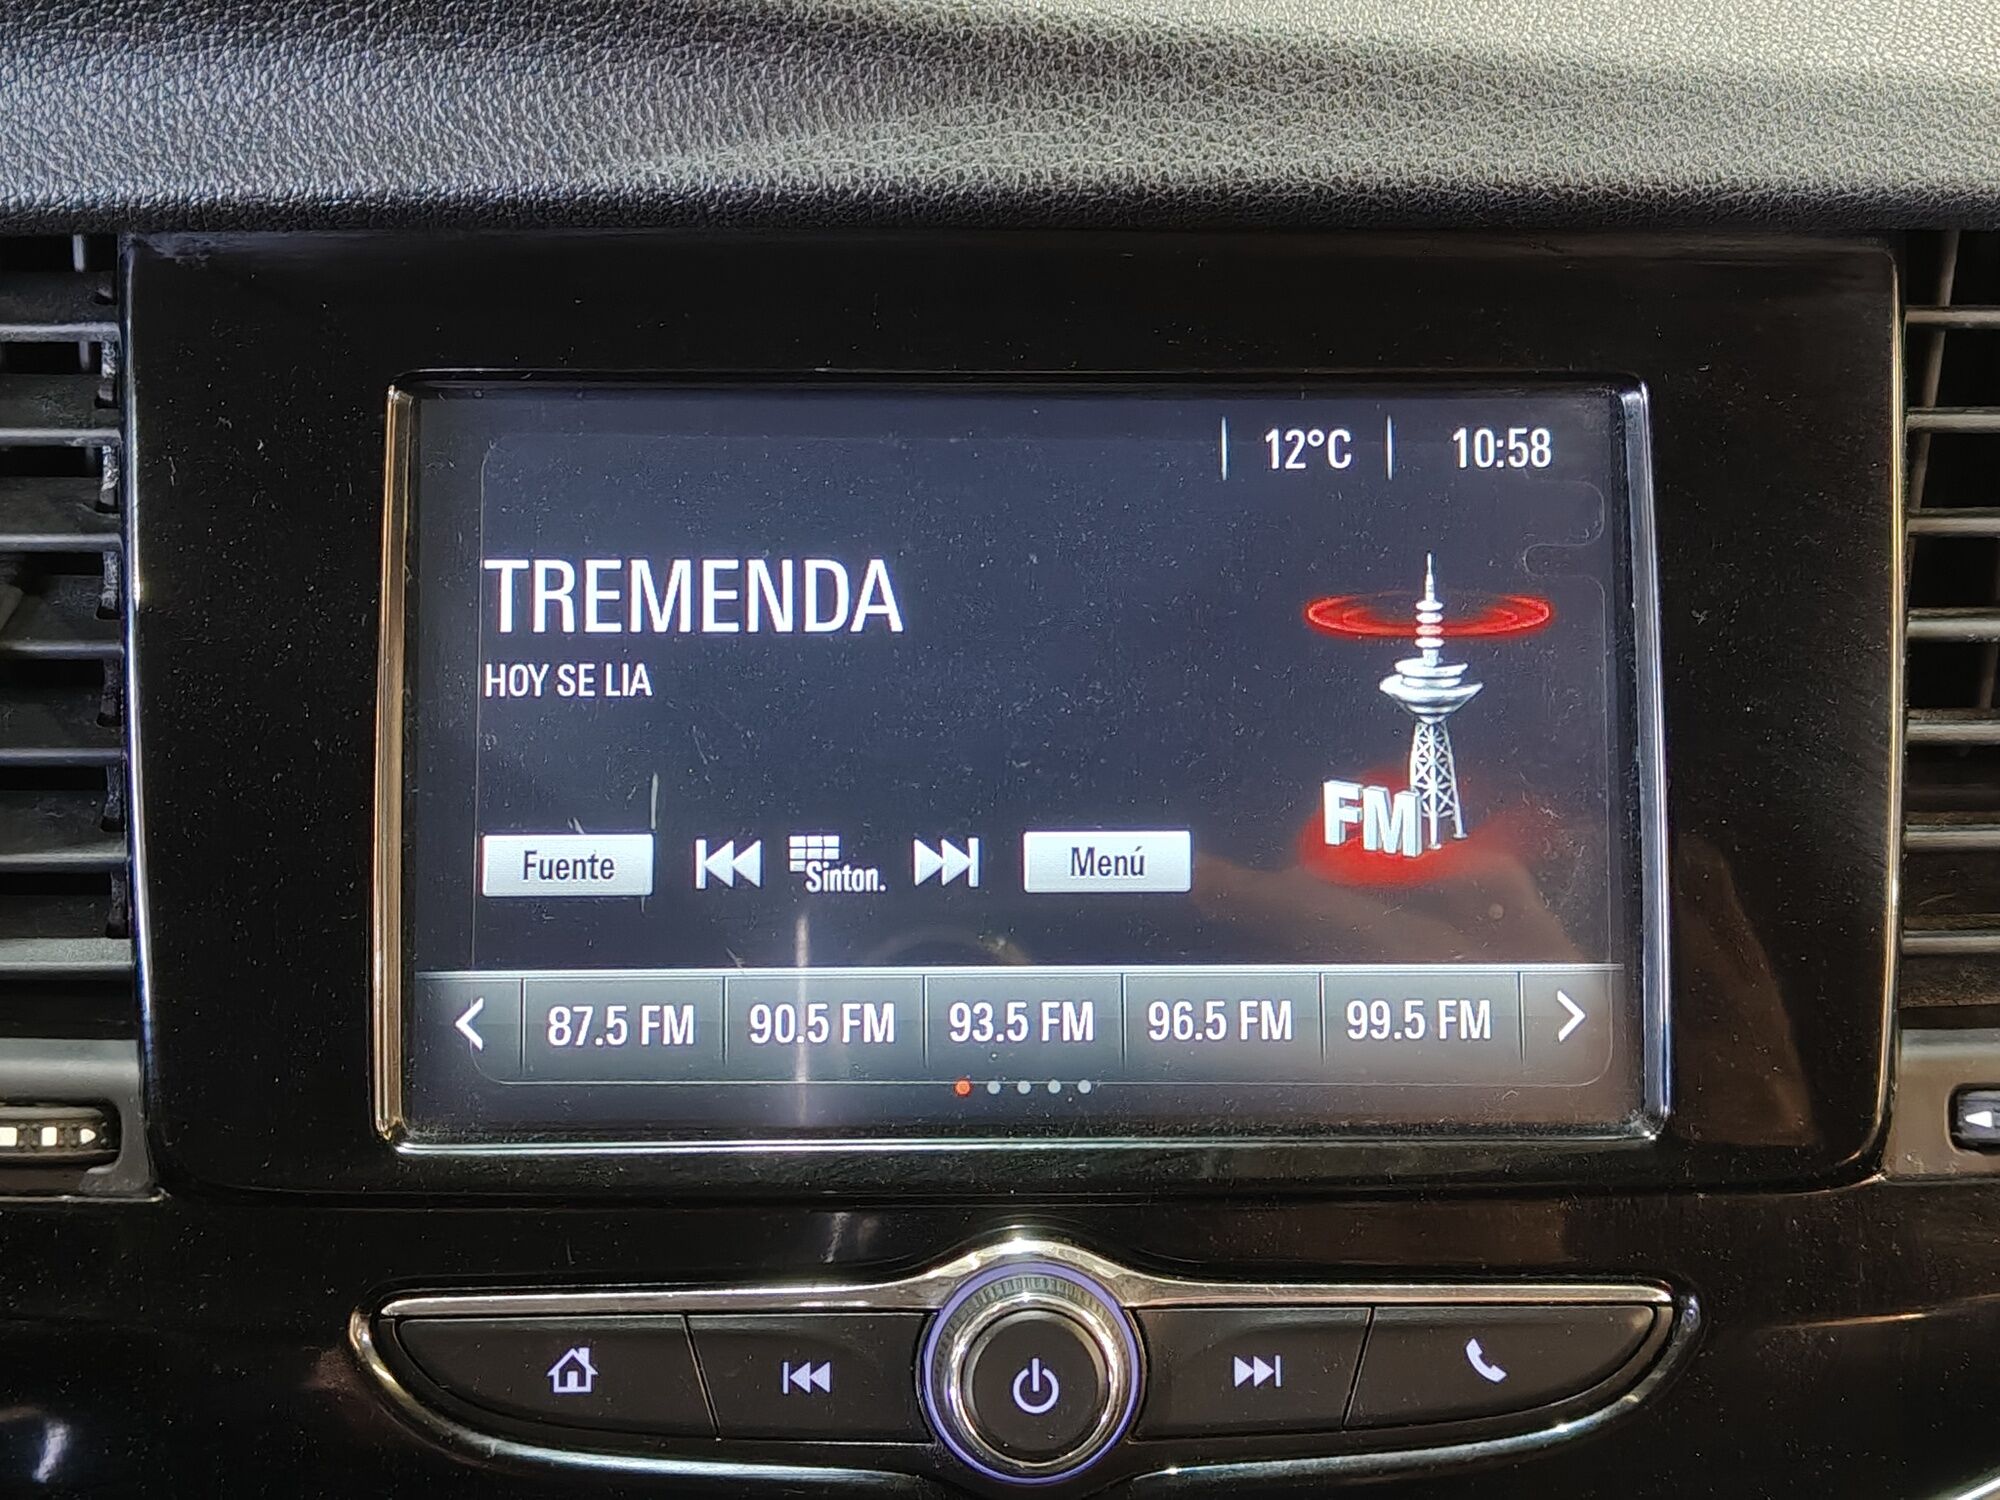 12°C 10:58
TREMENDA
HOY SE LIA
FM
Fuente Sinton. Menú
87.5 FM 90.5 FM 93.5 FM 96.5 FM 99.5 FM